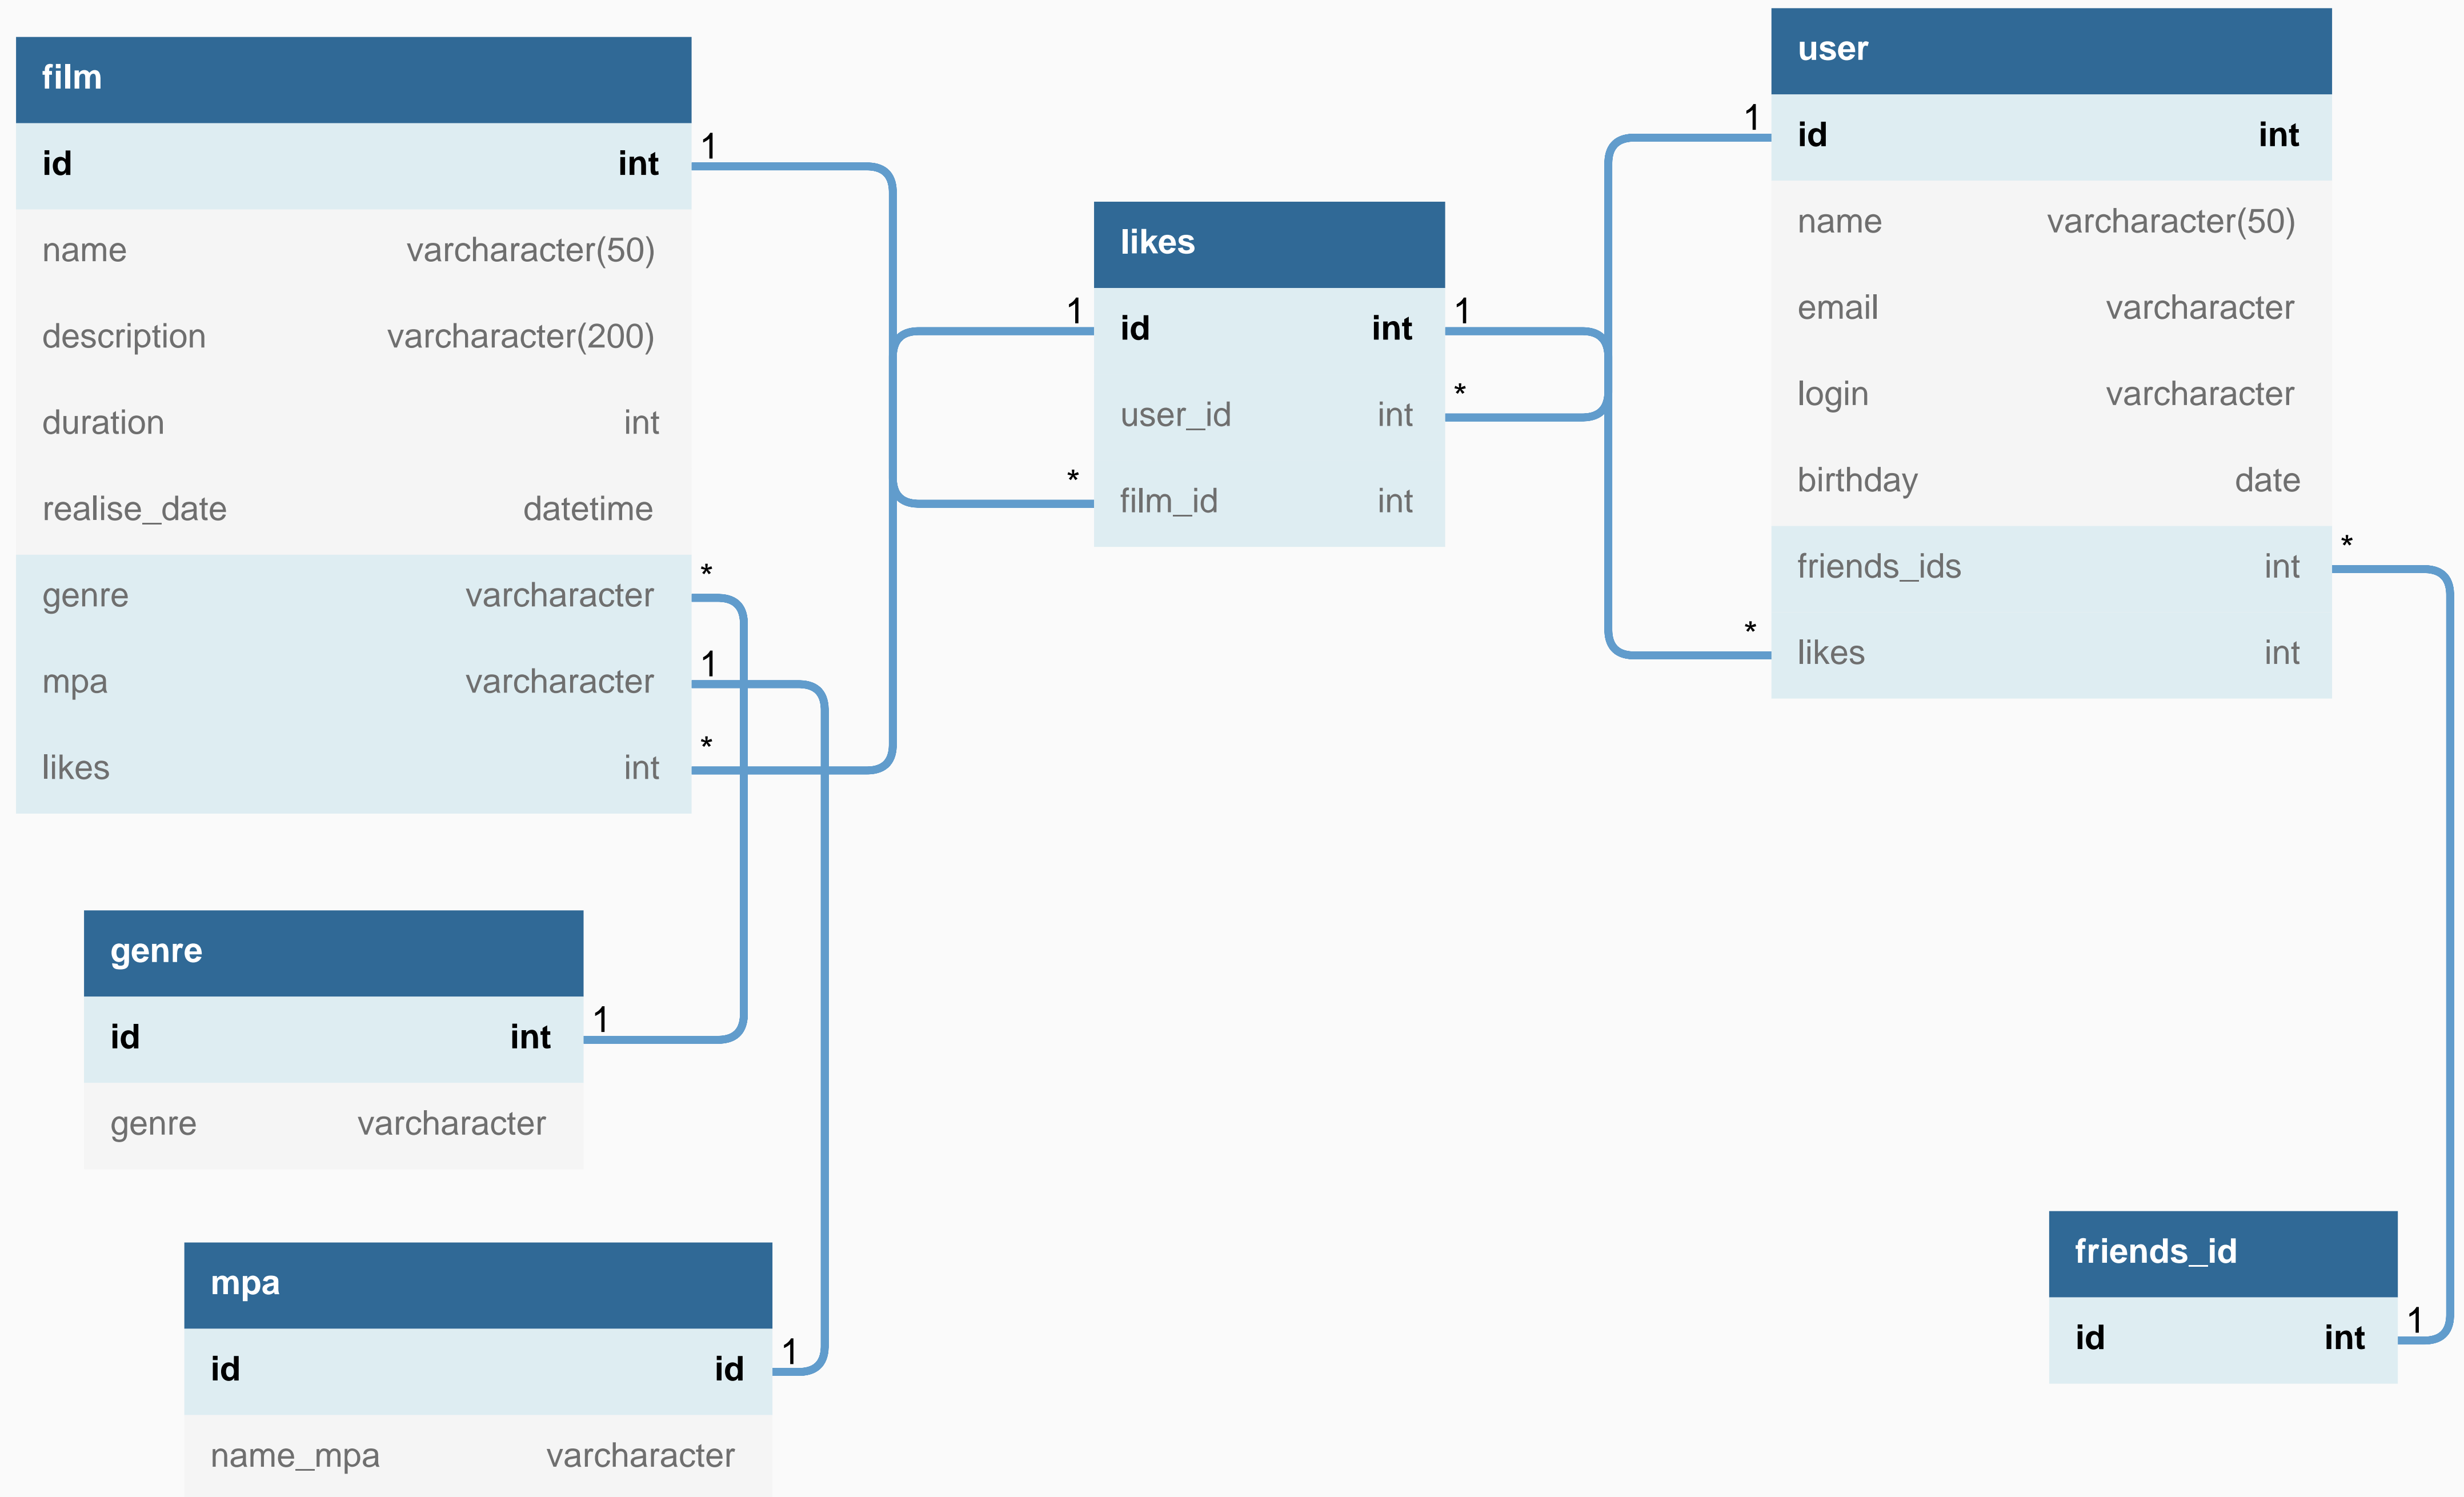 film
id int
name varcharacter(50)
description varcharacter(200)
duration int
realise_date datetime
genre varcharacter
mpa varcharacter
likes int
1
*
1
*
likes
id int
user_id int
film_id int
1
*
1
*
user
id int
name varcharacter(50)
email varcharacter
login varcharacter
birthday date
friends_ids int
likes int
1
*
*
genre
id int
genre varcharacter
1
mpa
id id
name_mpa varcharacter
1
friends_id
id int
1